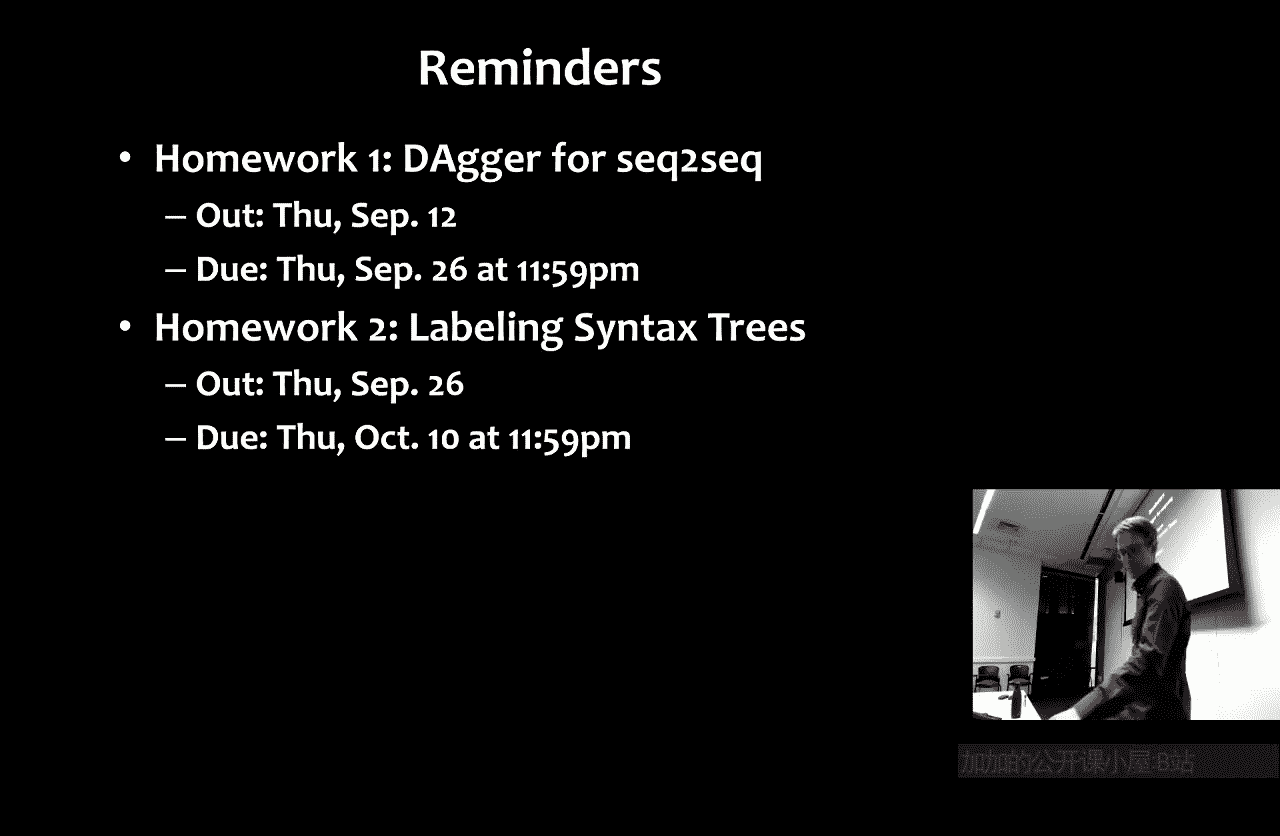 Reminders
• Homework 1: DAgger for seq2seq
– Out: Thu, Sep. 12
– Due: Thu, Sep. 26 at 11:59pm
• Homework 2: Labeling Syntax Trees
– Out: Thu, Sep. 26
– Due: Thu, Oct. 10 at 11:59pm
加加的公开课小屋 B站